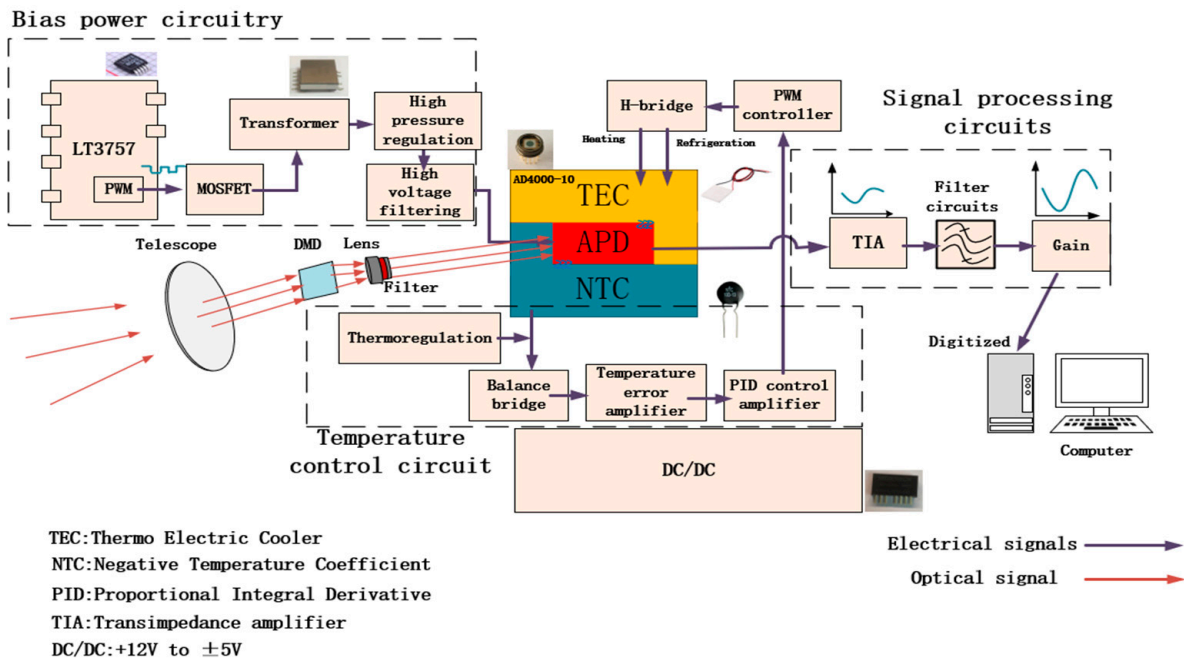 Bias power circuitry
LT3757
PWM
MOSFET
Transformer
High
pressure
regulation
High
voltage
filtering
H-bridge
PWM
controller
Heating
Refrigeration
Signal processing
circuits
TIA
Filter
circuits
Gain
AD4000-10
TEC
APD
NTC
Telescope
DMD
Lens
Filter
Thermoregulation
Balance
bridge
Temperature
error
amplifier
PID control
amplifier
Temperature
control circuit
DC/DC
Digitized
Computer
TEC:Thermo Electric Cooler
NTC:Negative Temperature Coefficient
PID:Proportional Integral Derivative
TIA:Transimpedance amplifier
DC/DC:+12V to ±5V
Electrical signals
Optical signal